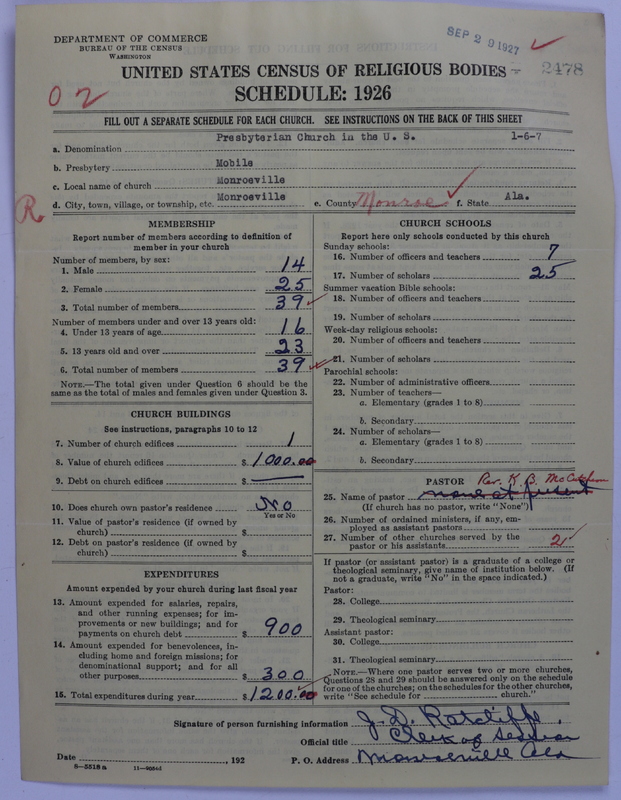 DEPARTMENT OF COMMERCE
BUREAU OF THE CENSUS
WASHINGTON
SEP 29 1927
UNITED STATES CENSUS OF RELIGIOUS BODIES
2478
SCHEDULE: 1926
O 2
FILL OUT A SEPARATE SCHEDULE FOR EACH CHURCH. SEE INSTRUCTIONS ON THE BACK OF THIS SHEET
a. Denomination Presbyterian Church in the U. S. 1-6-7
b. Presbytery Mobile
c. Local name of church Monroeville
d. City, town, village, or township, etc. Monroeville e. County Monroe f. State Ala.
R
MEMBERSHIP
Report number of members according to definition of
member in your church
Number of members, by sex:
1. Male 14
2. Female 25
3. Total number of members 39
Number of members under and over 13 years old:
4. Under 13 years of age 16
5. 13 years old and over 23
6. Total number of members 39
NOTE.—The total given under Question 6 should be the
same as the total of males and females given under Question 3.
CHURCH BUILDINGS
See instructions, paragraphs 10 to 12
7. Number of church edifices 1
8. Value of church edifices $ 1000.00
9. Debt on church edifices $
10. Does church own pastor's residence No
Yes or No
11. Value of pastor's residence (if owned by
church) $
12. Debt on pastor's residence (if owned by
church) $
EXPENDITURES
Amount expended by your church during last fiscal year
13. Amount expended for salaries, repairs,
and other running expenses; for im-
provements or new buildings; and for
payments on church debt $ 900
14. Amount expended for benevolences, in-
cluding home and foreign missions; for
denominational support; and for all
other purposes $ 300
15. Total expenditures during year $ 1200.00
CHURCH SCHOOLS
Report here only schools conducted by this church
Sunday schools:
16. Number of officers and teachers 7
17. Number of scholars 25
Summer vacation Bible schools:
18. Number of officers and teachers
19. Number of scholars
Week-day religious schools:
20. Number of officers and teachers
21. Number of scholars
Parochial schools:
22. Number of administrative officers
23. Number of teachers—
a. Elementary (grades 1 to 8)
b. Secondary
24. Number of scholars—
a. Elementary (grades 1 to 8)
b. Secondary
PASTOR Rev. K. B. McCutchen
25. Name of pastor none at present
(If church has no pastor, write "None")
26. Number of ordained ministers, if any, em-
ployed as assistant pastors
27. Number of other churches served by the
pastor or his assistants 2
If pastor (or assistant pastor) is a graduate of a college or
theological seminary, give name of institution below. (If
not a graduate, write "No" in the space indicated.)
Pastor:
28. College
29. Theological seminary
Assistant pastor:
30. College
31. Theological seminary
NOTE.—Where one pastor serves two or more churches,
Questions 28 and 29 should be answered only on the schedule
for one of the churches; on the schedules for the other churches,
write "See schedule for church."
Signature of person furnishing information J. D. Ratcliffe,
Official title Clerk of Session
Date , 192 P. O. Address Monroeville Ala
8-5518 a